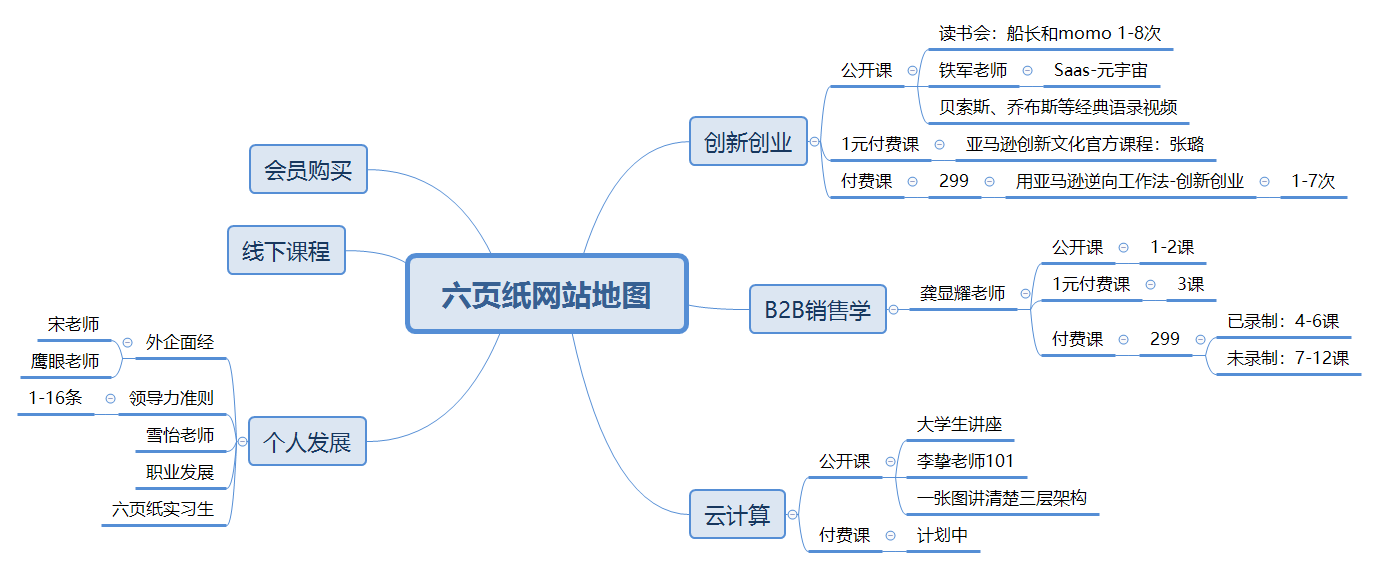 六页纸网站地图
创新创业
公开课
读书会：船长和momo 1-8次
铁军老师
Saas-元宇宙
贝索斯、乔布斯等经典语录视频
1元付费课
亚马逊创新文化官方课程：张璐
付费课
299
用亚马逊逆向工作法-创新创业
1-7次
B2B销售学
龚显耀老师
公开课
1-2课
1元付费课
3课
付费课
299
已录制：4-6课
未录制：7-12课
云计算
公开课
大学生讲座
李挚老师101
一张图讲清楚三层架构
付费课
计划中
会员购买
线下课程
个人发展
外企面经
宋老师
鹰眼老师
领导力准则
1-16条
雪怡老师
职业发展
六页纸实习生